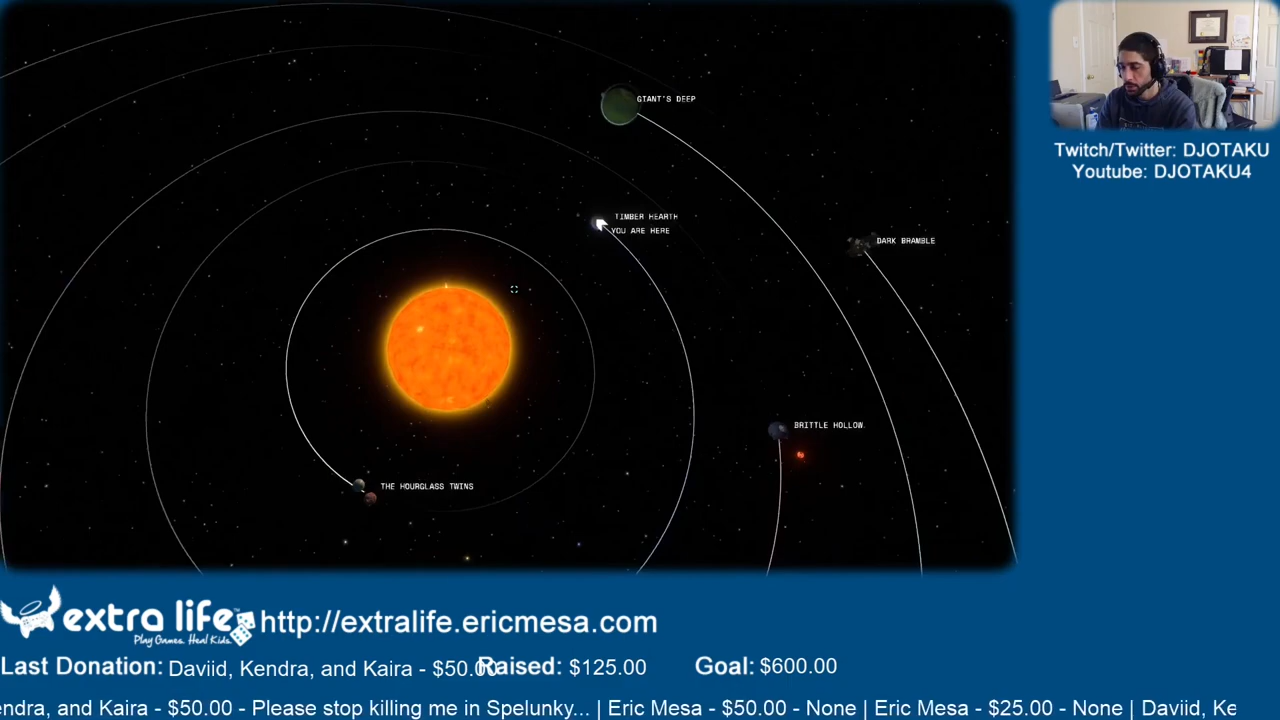 GIANT'S DEEP
TIMBER HEARTH
YOU ARE HERE
DARK BRAMBLE
BRITTLE HOLLOW
THE HOURGLASS TWINS
Twitch/Twitter: DJOTAKU
Youtube: DJOTAKU4
extra life
Play Games. Heal Kids.
http://extralife.ericmesa.com
Last Donation: Daviid, Kendra, and Kaira - $50.00 Raised: $125.00 Goal: $600.00
endra, and Kaira - $50.00 - Please stop killing me in Spelunky... | Eric Mesa - $50.00 - None | Eric Mesa - $25.00 - None | Daviid, Ke